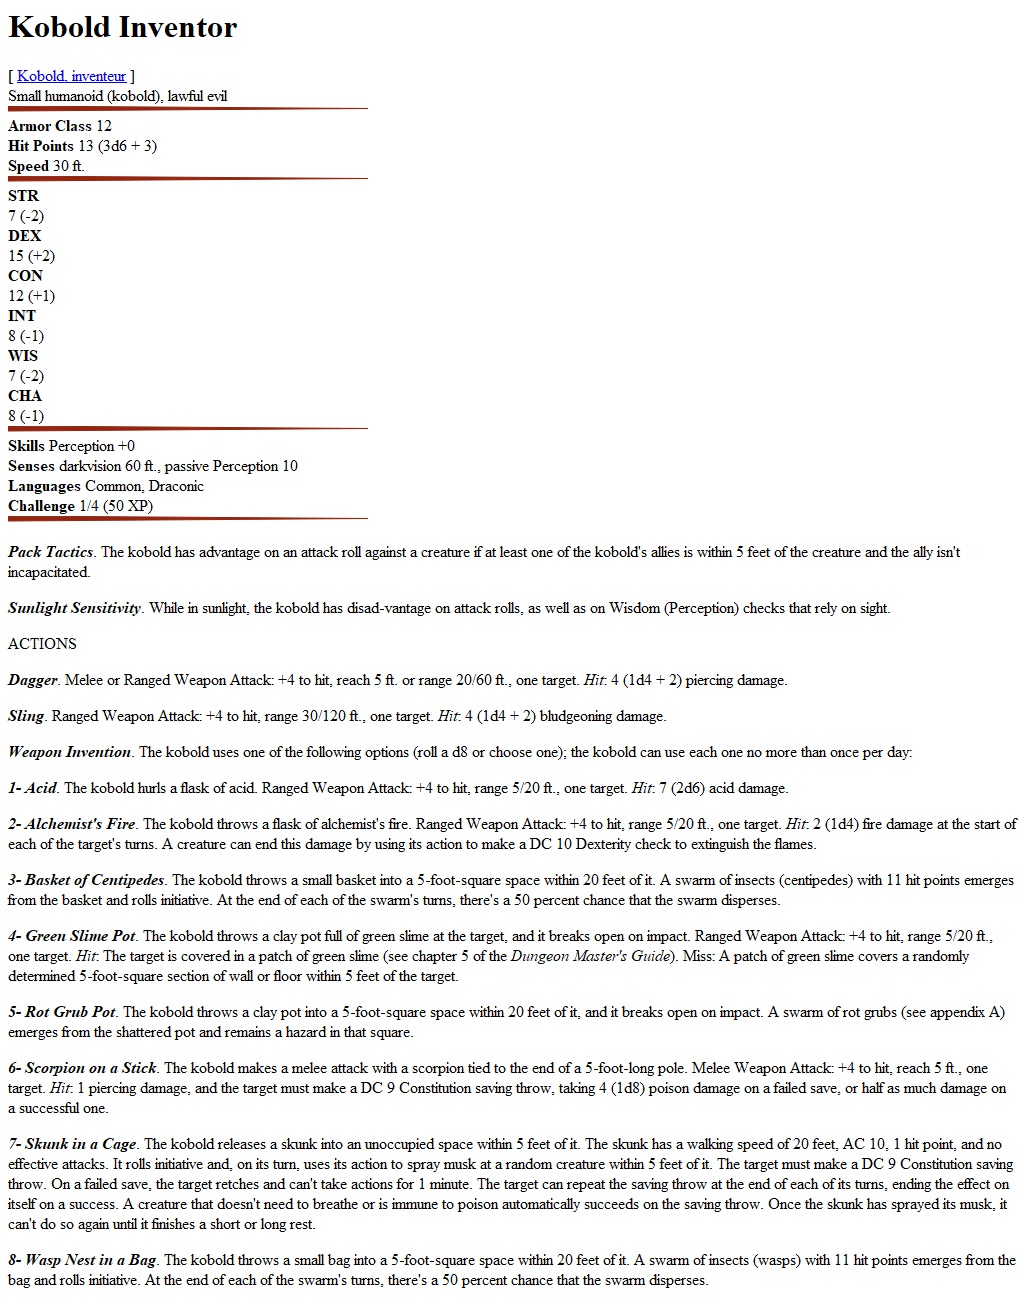 Kobold Inventor
[ Kobold, inventeur ]
Small humanoid (kobold), lawful evil
Armor Class 12
Hit Points 13 (3d6 + 3)
Speed 30 ft.
STR
7 (-2)
DEX
15 (+2)
CON
12 (+1)
INT
8 (-1)
WIS
7 (-2)
CHA
8 (-1)
Skills Perception +0
Senses darkvision 60 ft., passive Perception 10
Languages Common, Draconic
Challenge 1/4 (50 XP)
Pack Tactics. The kobold has advantage on an attack roll against a creature if at least one of the kobold's allies is within 5 feet of the creature and the ally isn't
incapacitated.
Sunlight Sensitivity. While in sunlight, the kobold has disad-vantage on attack rolls, as well as on Wisdom (Perception) checks that rely on sight.
ACTIONS
Dagger. Melee or Ranged Weapon Attack: +4 to hit, reach 5 ft. or range 20/60 ft., one target. Hit: 4 (1d4 + 2) piercing damage.
Sling. Ranged Weapon Attack: +4 to hit, range 30/120 ft., one target. Hit: 4 (1d4 + 2) bludgeoning damage.
Weapon Invention. The kobold uses one of the following options (roll a d8 or choose one); the kobold can use each one no more than once per day:
1- Acid. The kobold hurls a flask of acid. Ranged Weapon Attack: +4 to hit, range 5/20 ft., one target. Hit: 7 (2d6) acid damage.
2- Alchemist's Fire. The kobold throws a flask of alchemist's fire. Ranged Weapon Attack: +4 to hit, range 5/20 ft., one target. Hit: 2 (1d4) fire damage at the start of
each of the target's turns. A creature can end this damage by using its action to make a DC 10 Dexterity check to extinguish the flames.
3- Basket of Centipedes. The kobold throws a small basket into a 5-foot-square space within 20 feet of it. A swarm of insects (centipedes) with 11 hit points emerges
from the basket and rolls initiative. At the end of each of the swarm's turns, there's a 50 percent chance that the swarm disperses.
4- Green Slime Pot. The kobold throws a clay pot full of green slime at the target, and it breaks open on impact. Ranged Weapon Attack: +4 to hit, range 5/20 ft.,
one target. Hit: The target is covered in a patch of green slime (see chapter 5 of the Dungeon Master's Guide). Miss: A patch of green slime covers a randomly
determined 5-foot-square section of wall or floor within 5 feet of the target.
5- Rot Grub Pot. The kobold throws a clay pot into a 5-foot-square space within 20 feet of it, and it breaks open on impact. A swarm of rot grubs (see appendix A)
emerges from the shattered pot and remains a hazard in that square.
6- Scorpion on a Stick. The kobold makes a melee attack with a scorpion tied to the end of a 5-foot-long pole. Melee Weapon Attack: +4 to hit, reach 5 ft., one
target. Hit: 1 piercing damage, and the target must make a DC 9 Constitution saving throw, taking 4 (1d8) poison damage on a failed save, or half as much damage on
a successful one.
7- Skunk in a Cage. The kobold releases a skunk into an unoccupied space within 5 feet of it. The skunk has a walking speed of 20 feet, AC 10, 1 hit point, and no
effective attacks. It rolls initiative and, on its turn, uses its action to spray musk at a random creature within 5 feet of it. The target must make a DC 9 Constitution saving
throw. On a failed save, the target retches and can't take actions for 1 minute. The target can repeat the saving throw at the end of each of its turns, ending the effect on
itself on a success. A creature that doesn't need to breathe or is immune to poison automatically succeeds on the saving throw. Once the skunk has sprayed its musk, it
can't do so again until it finishes a short or long rest.
8- Wasp Nest in a Bag. The kobold throws a small bag into a 5-foot-square space within 20 feet of it. A swarm of insects (wasps) with 11 hit points emerges from the
bag and rolls initiative. At the end of each of the swarm's turns, there's a 50 percent chance that the swarm disperses.